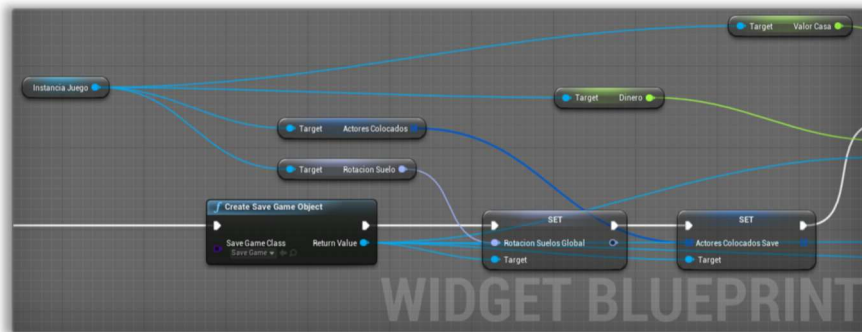 Target Valor Casa
Instancia Juego
Target Dinero
Target Actores Colocados
Target Rotacion Suelo
Create Save Game Object
Save Game Class Return Value
Save Game
SET
Rotacion Suelos Global
Target
SET
Actores Colocados Save
Target
WIDGET BLUEPRINT